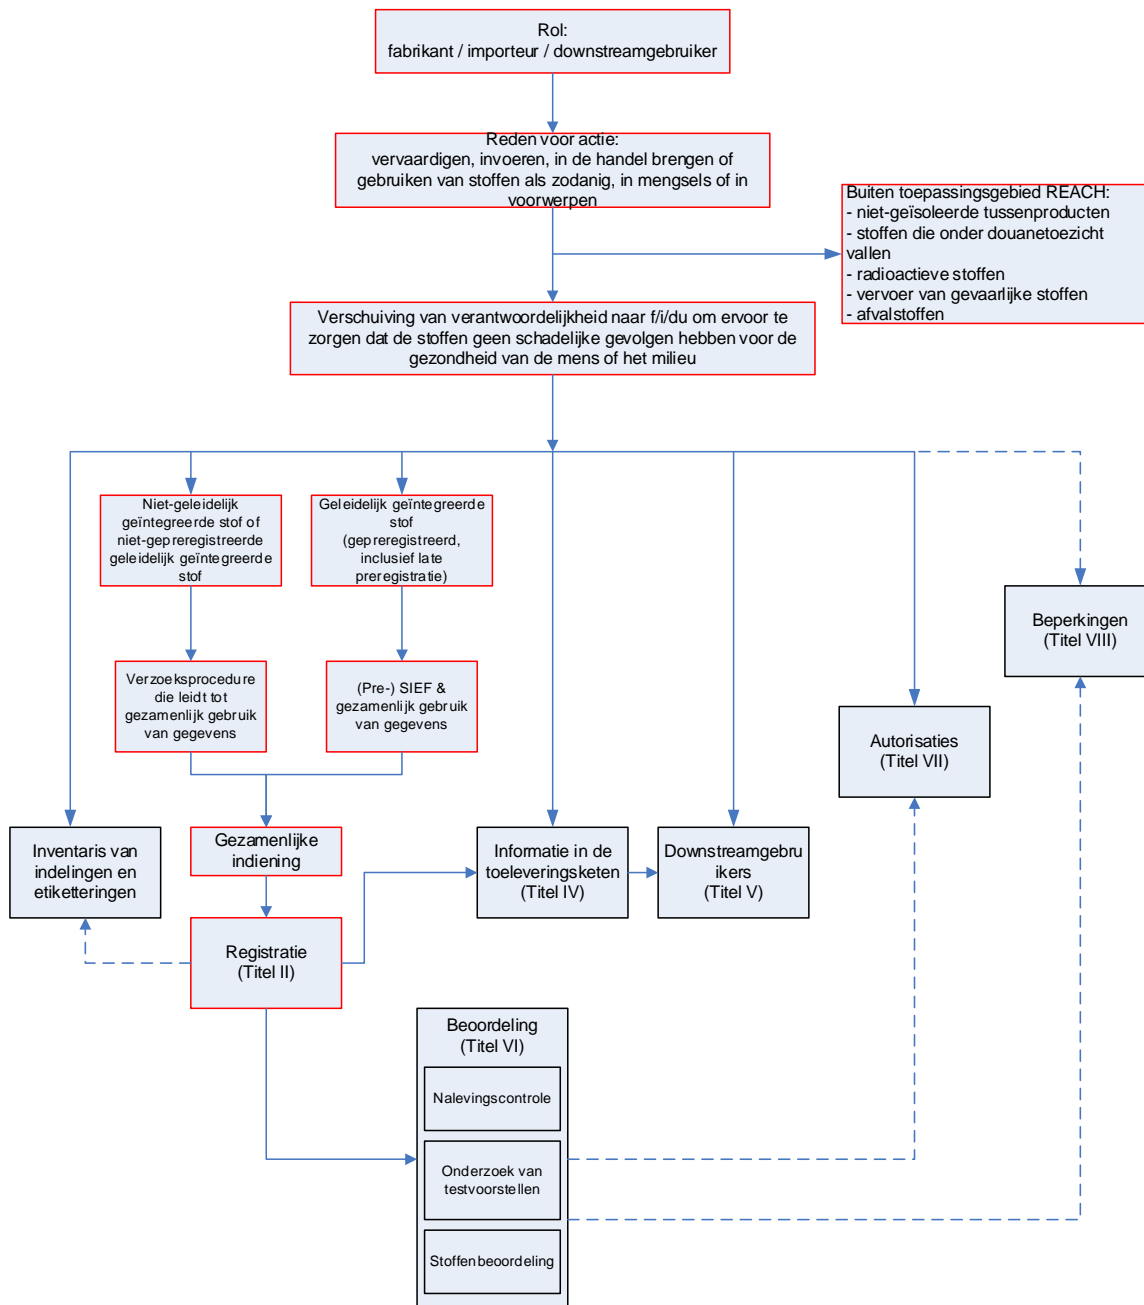 Rol:
fabrikant / importeur / downstreamgebruiker
Reden voor actie:
vervaardigen, invoeren, in de handel brengen of
gebruiken van stoffen als zodanig, in mengsels of in
voorwerpen
Buiten toepassingsgebied REACH:
- niet-geïsoleerde tussenproducten
- stoffen die onder douanetoezicht
vallen
- radioactieve stoffen
- vervoer van gevaarlijke stoffen
- afvalstoffen
Verschuiving van verantwoordelijkheid naar f/i/du om ervoor te
zorgen dat de stoffen geen schadelijke gevolgen hebben voor de
gezondheid van de mens of het milieu
Niet-geleidelijk
geïntegreerde stof of
niet-gepreregistreerde
geleidelijk geïntegreerde
stof
Geleidelijk geïntegreerde
stof
(gepreregistreerd,
inclusief late
preregistratie)
Beperkingen
(Titel VIII)
Verzoeksprocedure
die leidt tot
gezamenlijk gebruik
van gegevens
(Pre-) SIEF &
gezamenlijk gebruik
van gegevens
Autorisaties
(Titel VII)
Inventaris van
indelingen en
etiketteringen
Gezamenlijke
indiening
Informatie in de
toeleveringsketen
(Titel IV)
Downstreamgebru
ikers
(Titel V)
Registratie
(Titel II)
Beoordeling
(Titel VI)
Nalevingscontrole
Onderzoek van
testvoorstellen
Stoffenbeoordeling